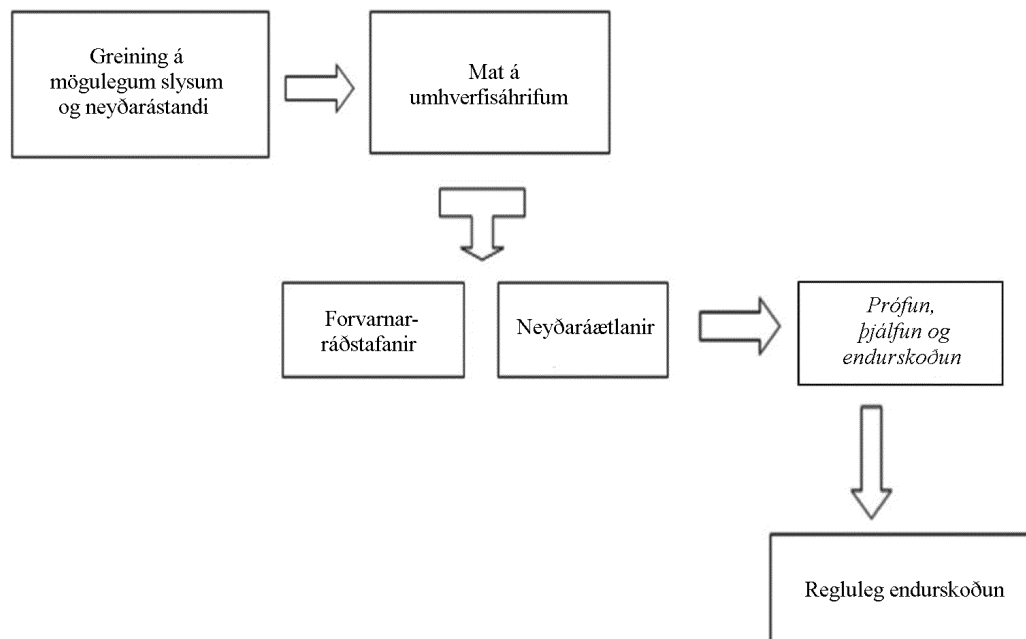 Greining á
mögulegum slysum
og neyðarástandi
Mat á
umhverfisáhrifum
Forvarnar-
ráðstafanir
Neyðaráætlanir
Prófun,
þjálfun og
endurskoðun
Regluleg endurskoðun